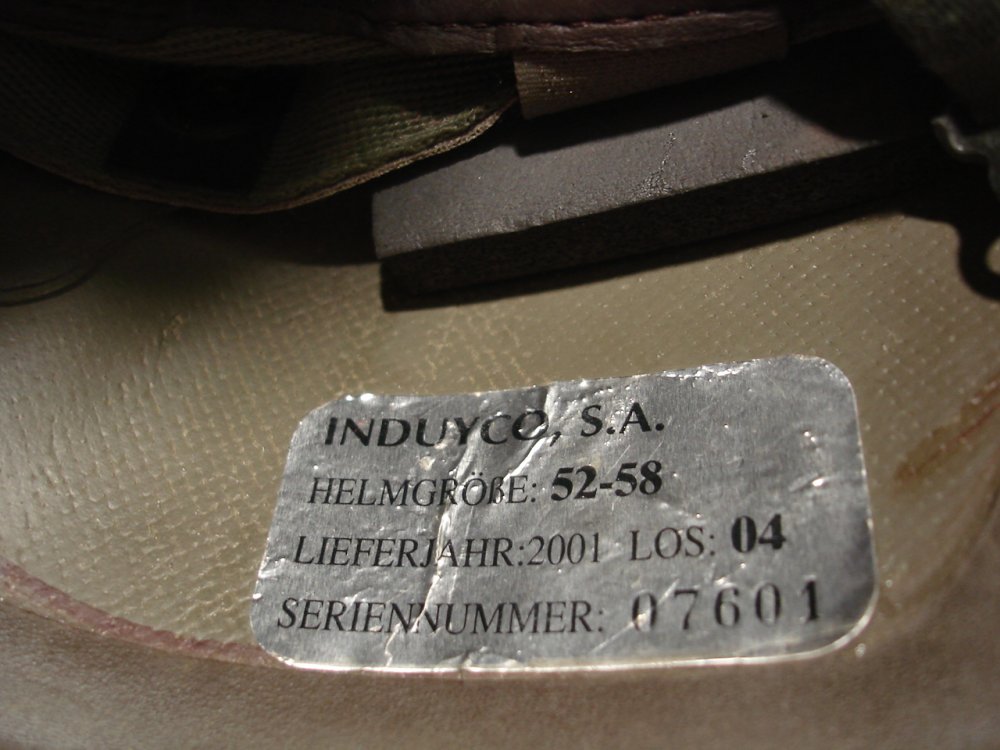 INDUYCO, S.A.
HELMGRÖßE: 52-58
LIEFERJAHR:2001 LOS: 04
SERIENNUMMER: 07601